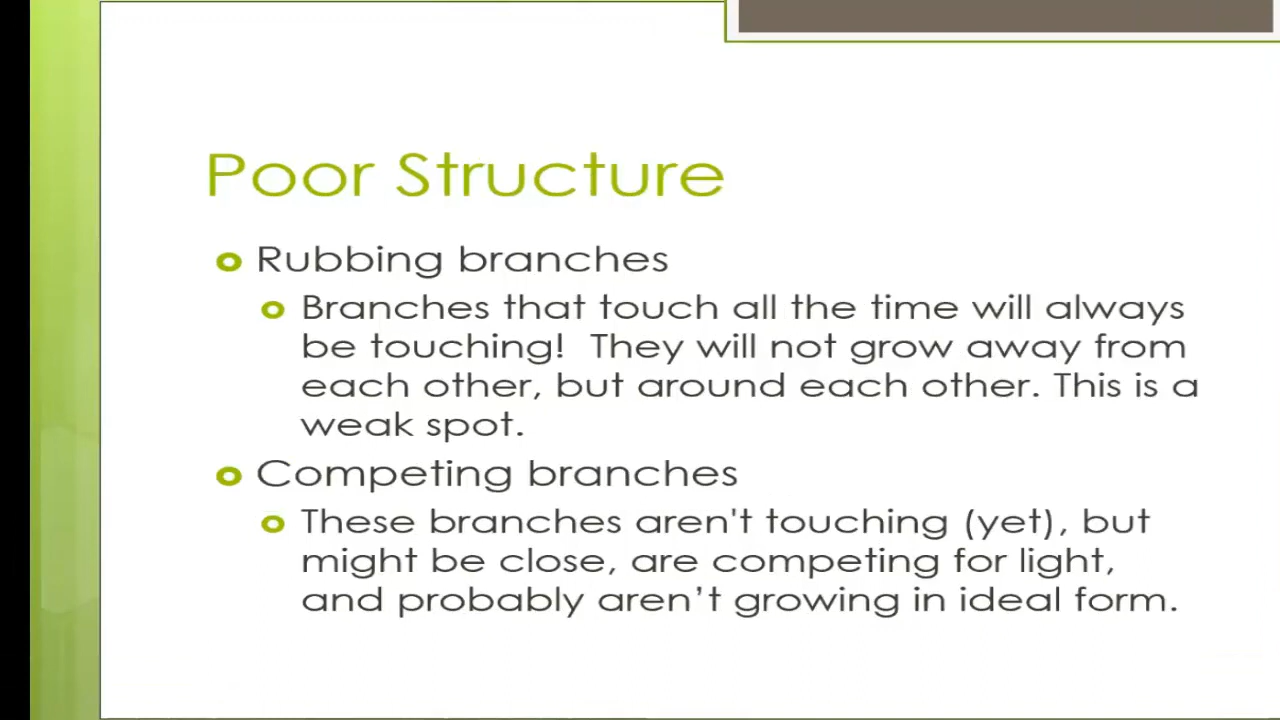 Poor Structure
Rubbing branches
Branches that touch all the time will always
be touching!  They will not grow away from
each other, but around each other. This is a
weak spot.
Competing branches
These branches aren't touching (yet), but
might be close, are competing for light,
and probably aren’t growing in ideal form.